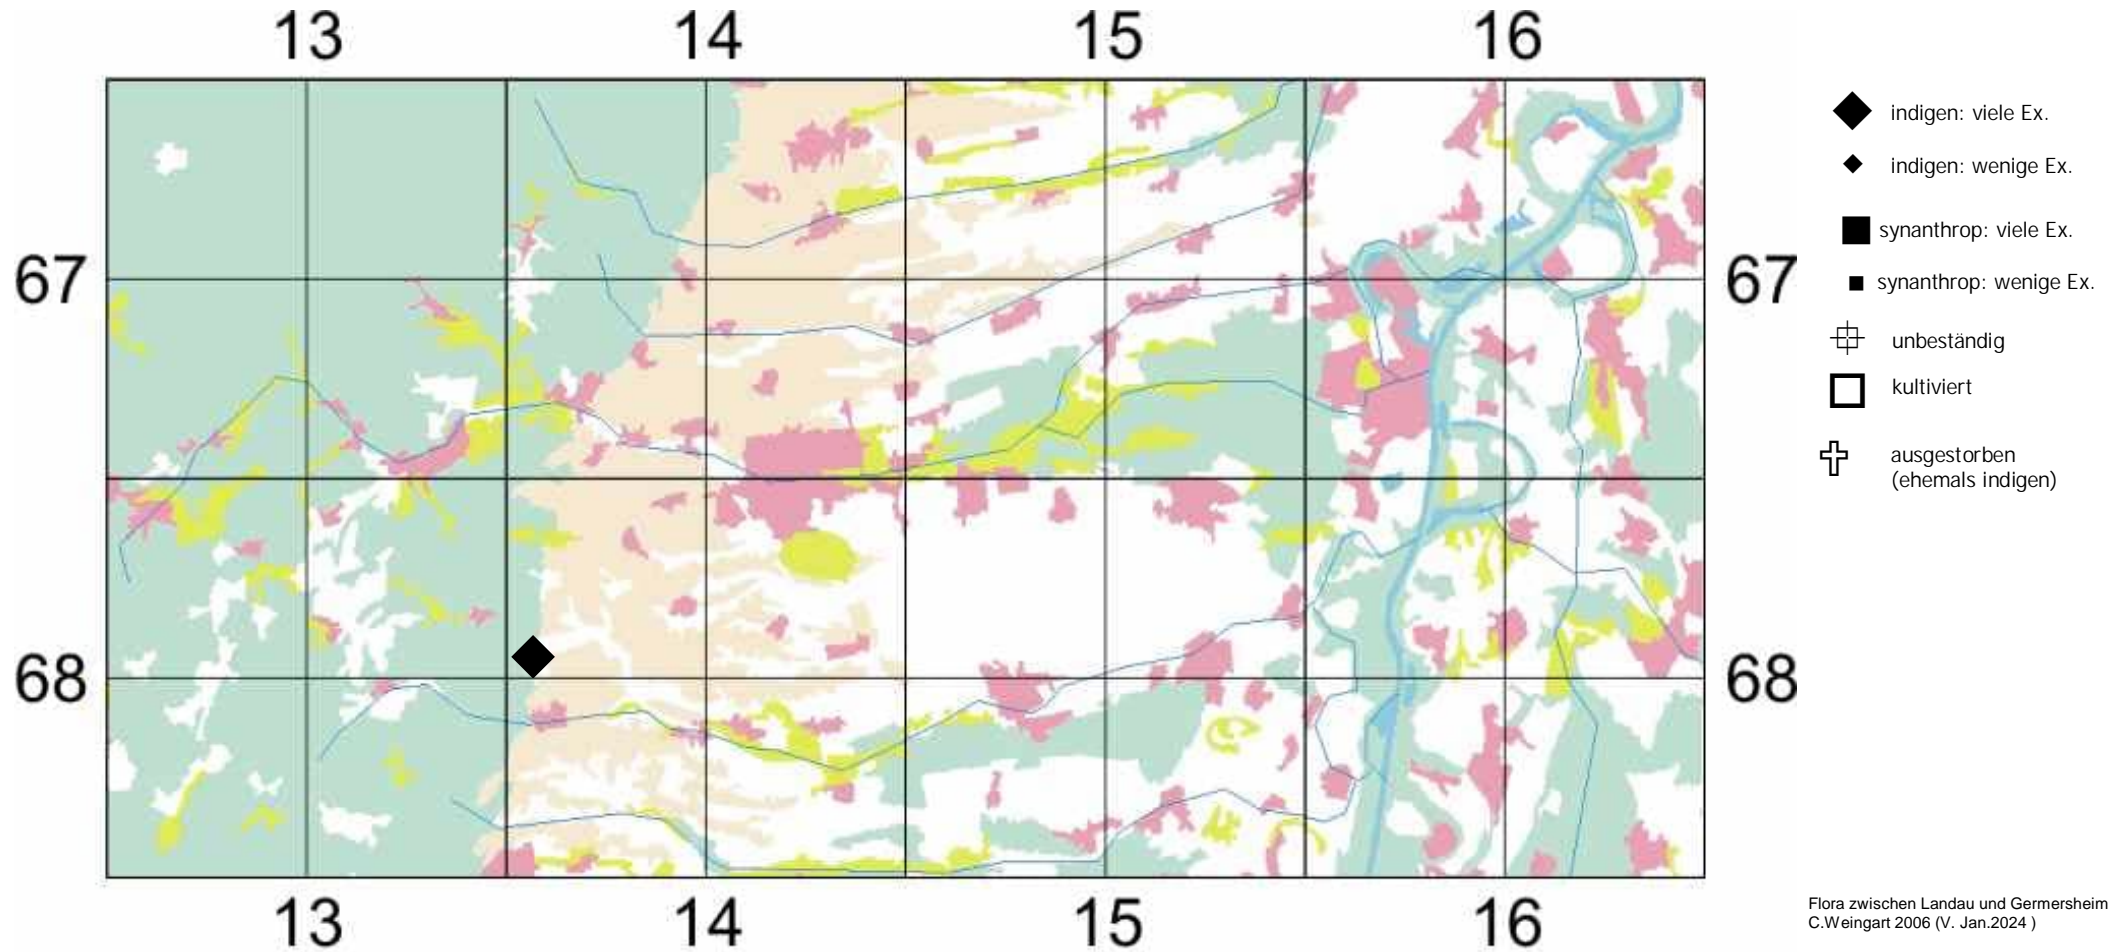 13 14 15 16
67 67
68 68
13 14 15 16
indigen: viele Ex.
indigen: wenige Ex.
synanthrop: viele Ex.
synanthrop: wenige Ex.
unbeständig
kultiviert
ausgestorben
(ehemals indigen)
Flora zwischen Landau und Germersheim
C.Weingart 2006 (V. Jan.2024 )